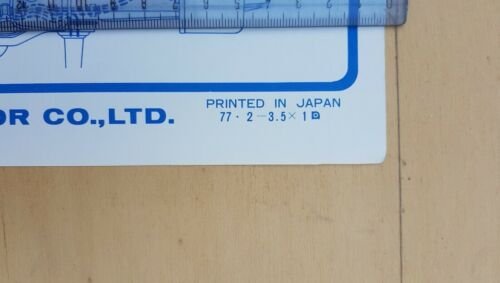 OR CO.,LTD.
PRINTED IN JAPAN
77・2-3.5×1 D